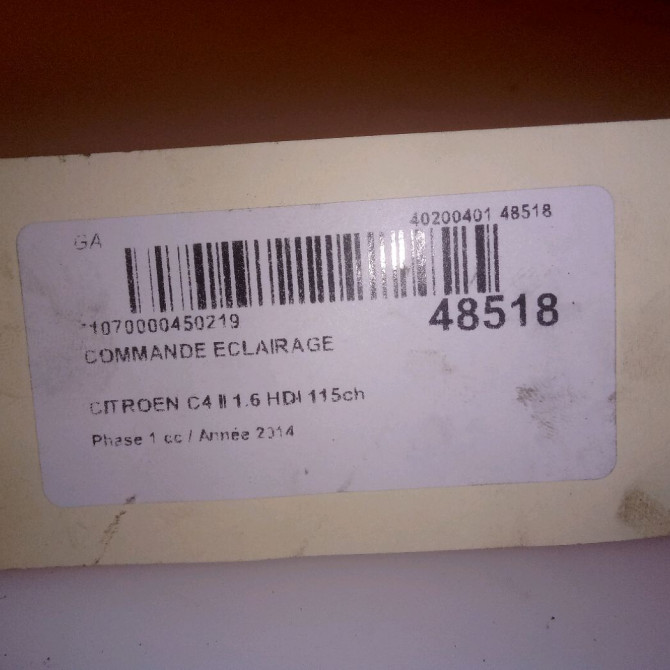 GA
40200401 48518
1070000450219
48518
COMMANDE ECLAIRAGE
CITROEN C4 II 1.6 HDI 115ch
Phase 1 cc / Année 2014